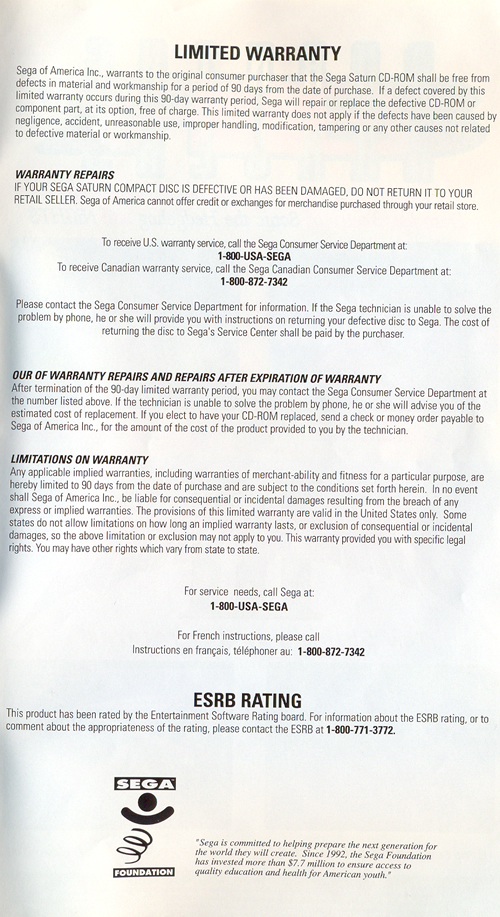 LIMITED WARRANTY
Sega of America Inc., warrants to the original consumer purchaser that the Sega Saturn CD-ROM shall be free from
defects in material and workmanship for a period of 90 days from the date of purchase. If a defect covered by this
limited warranty occurs during this 90-day warranty period, Sega will repair or replace the defective CD-ROM or
component part, at its option, free of charge. This limited warranty does not apply if the defects have been caused by
negligence, accident, unreasonable use, improper handling, modification, tampering or any other causes not related
to defective material or workmanship.
WARRANTY REPAIRS
IF YOUR SEGA SATURN COMPACT DISC IS DEFECTIVE OR HAS BEEN DAMAGED, DO NOT RETURN IT TO YOUR
RETAIL SELLER. Sega of America cannot offer credit or exchanges for merchandise purchased through your retail store.
To receive U.S. warranty service, call the Sega Consumer Service Department at:
1-800-USA-SEGA
To receive Canadian warranty service, call the Sega Canadian Consumer Service Department at:
1-800-872-7342
Please contact the Sega Consumer Service Department for information. If the Sega technician is unable to solve the
problem by phone, he or she will provide you with instructions on returning your defective disc to Sega. The cost of
returning the disc to Sega's Service Center shall be paid by the purchaser.
OUR OF WARRANTY REPAIRS AND REPAIRS AFTER EXPIRATION OF WARRANTY
After termination of the 90-day limited warranty period, you may contact the Sega Consumer Service Department at
the number listed above. If the technician is unable to solve the problem by phone, he or she will advise you of the
estimated cost of replacement. If you elect to have your CD-ROM replaced, send a check or money order payable to
Sega of America Inc., for the amount of the cost of the product provided to you by the technician.
LIMITATIONS ON WARRANTY
Any applicable implied warranties, including warranties of merchant-ability and fitness for a particular purpose, are
hereby limited to 90 days from the date of purchase and are subject to the conditions set forth herein. In no event
shall Sega of America Inc., be liable for consequential or incidental damages resulting from the breach of any
express or implied warranties. The provisions of this limited warranty are valid in the United States only. Some
states do not allow limitations on how long an implied warranty lasts, or exclusion of consequential or incidental
damages, so the above limitation or exclusion may not apply to you. This warranty provided you with specific legal
rights. You may have other rights which vary from state to state.
For service needs, call Sega at:
1-800-USA-SEGA
For French instructions, please call
Instructions en français, téléphoner au: 1-800-872-7342
ESRB RATING
This product has been rated by the Entertainment Software Rating board. For information about the ESRB rating, or to
comment about the appropriateness of the rating, please contact the ESRB at 1-800-771-3772.
SEGA
FOUNDATION
"Sega is committed to helping prepare the next generation for
the world they will create. Since 1992, the Sega Foundation
has invested more than $7.7 million to ensure access to
quality education and health for American youth."